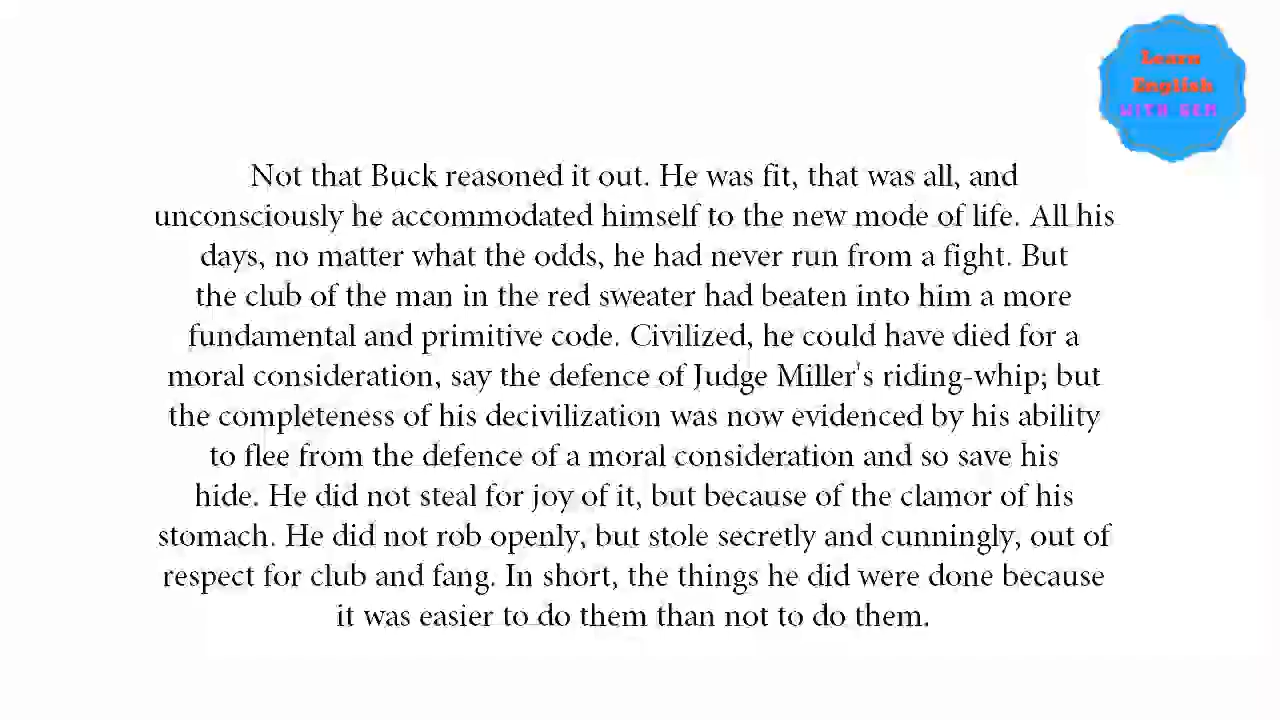 Learn
English
WITH GEM
Not that Buck reasoned it out. He was fit, that was all, and
unconsciously he accommodated himself to the new mode of life. All his
days, no matter what the odds, he had never run from a fight. But
the club of the man in the red sweater had beaten into him a more
fundamental and primitive code. Civilized, he could have died for a
moral consideration, say the defence of Judge Miller's riding-whip; but
the completeness of his decivilization was now evidenced by his ability
to flee from the defence of a moral consideration and so save his
hide. He did not steal for joy of it, but because of the clamor of his
stomach. He did not rob openly, but stole secretly and cunningly, out of
respect for club and fang. In short, the things he did were done because
it was easier to do them than not to do them.